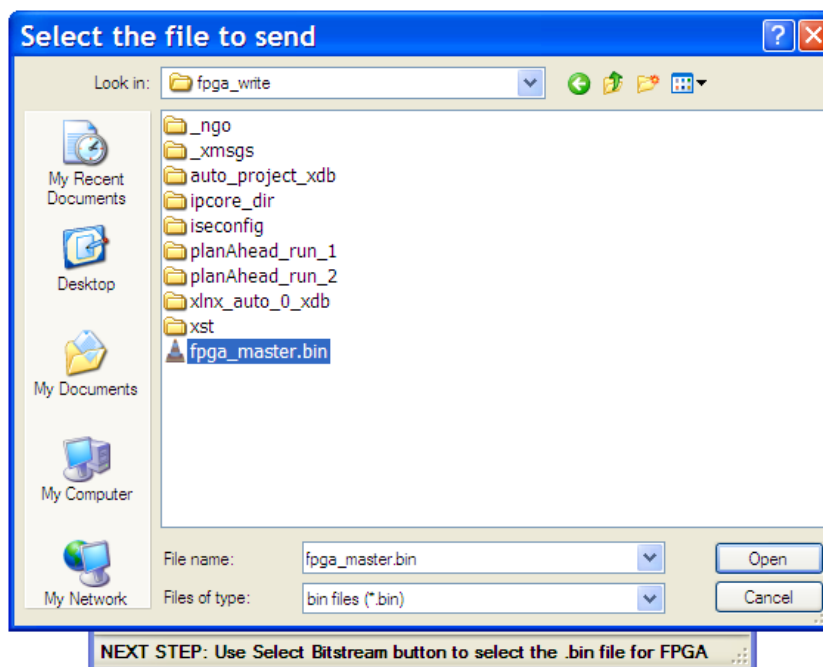 Select the file to send
Look in: fpga_write
My Recent
Documents
Desktop
My Documents
My Computer
My Network
_ngo
_xmsgs
auto_project_xdb
ipcore_dir
iseconfig
planAhead_run_1
planAhead_run_2
xlnx_auto_0_xdb
xst
fpga_master.bin
File name: fpga_master.bin Open
Files of type: bin files (*.bin) Cancel
NEXT STEP: Use Select Bitstream button to select the .bin file for FPGA